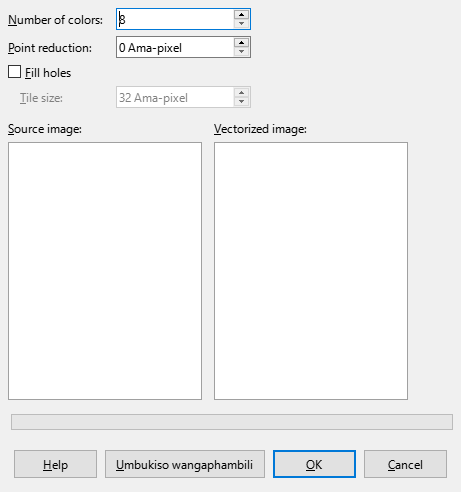 Number of colors: 8
Point reduction: 0 Ama-pixel
Fill holes
Tile size: 32 Ama-pixel
Source image: Vectorized image:
Help Umbukiso wangaphambili OK Cancel